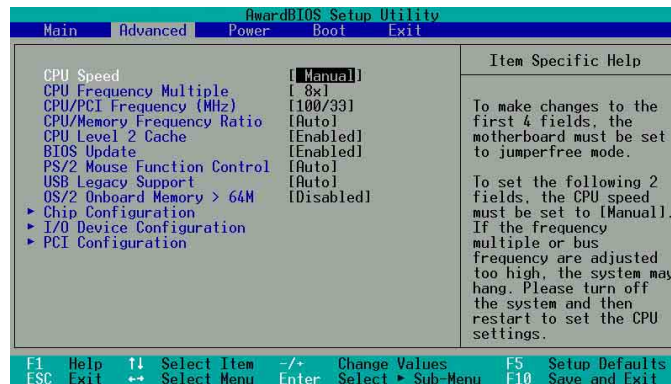 AwardBIOS Setup Utility
Main Advanced Power Boot Exit
CPU Speed [ Manual]
CPU Frequency Multiple [ 8x]
CPU/PCI Frequency (MHz) [100/33]
CPU/Memory Frequency Ratio [Auto]
CPU Level 2 Cache [Enabled]
BIOS Update [Enabled]
PS/2 Mouse Function Control [Auto]
USB Legacy Support [Auto]
OS/2 Onboard Memory > 64M [Disabled]
▶ Chip Configuration
▶ I/O Device Configuration
▶ PCI Configuration
Item Specific Help
To make changes to the
first 4 fields, the
motherboard must be set
to jumperfree mode.
To set the following 2
fields, the CPU speed
must be set to [Manual].
If the frequency
multiple or bus
frequency are adjusted
too high, the system may
hang. Please turn off
the system and then
restart to set the CPU
settings.
F1 Help ↑↓ Select Item -/+ Change Values F5 Setup Defaults
ESC Exit ↔ Select Menu Enter Select ▶ Sub-Menu F10 Save and Exit